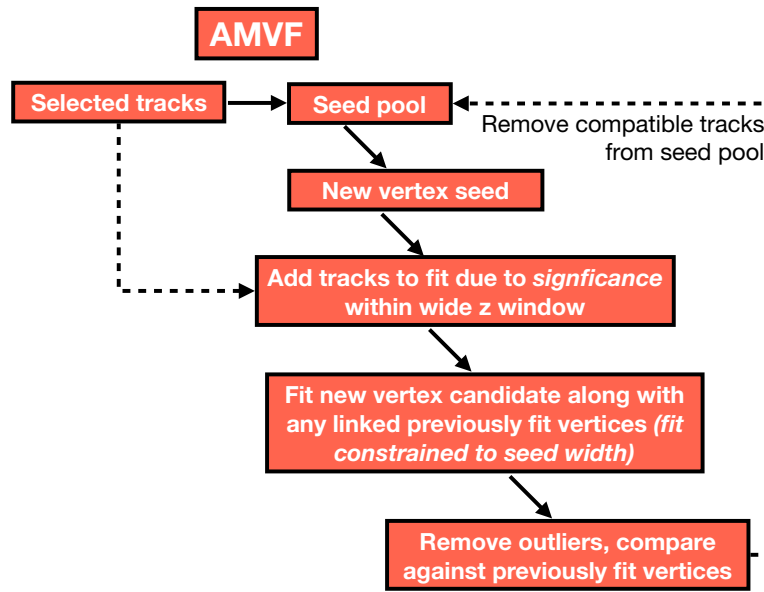 AMVF
Selected tracks
Seed pool
Remove compatible tracks
from seed pool
New vertex seed
Add tracks to fit due to signficance
within wide z window
Fit new vertex candidate along with
any linked previously fit vertices (fit
constrained to seed width)
Remove outliers, compare
against previously fit vertices